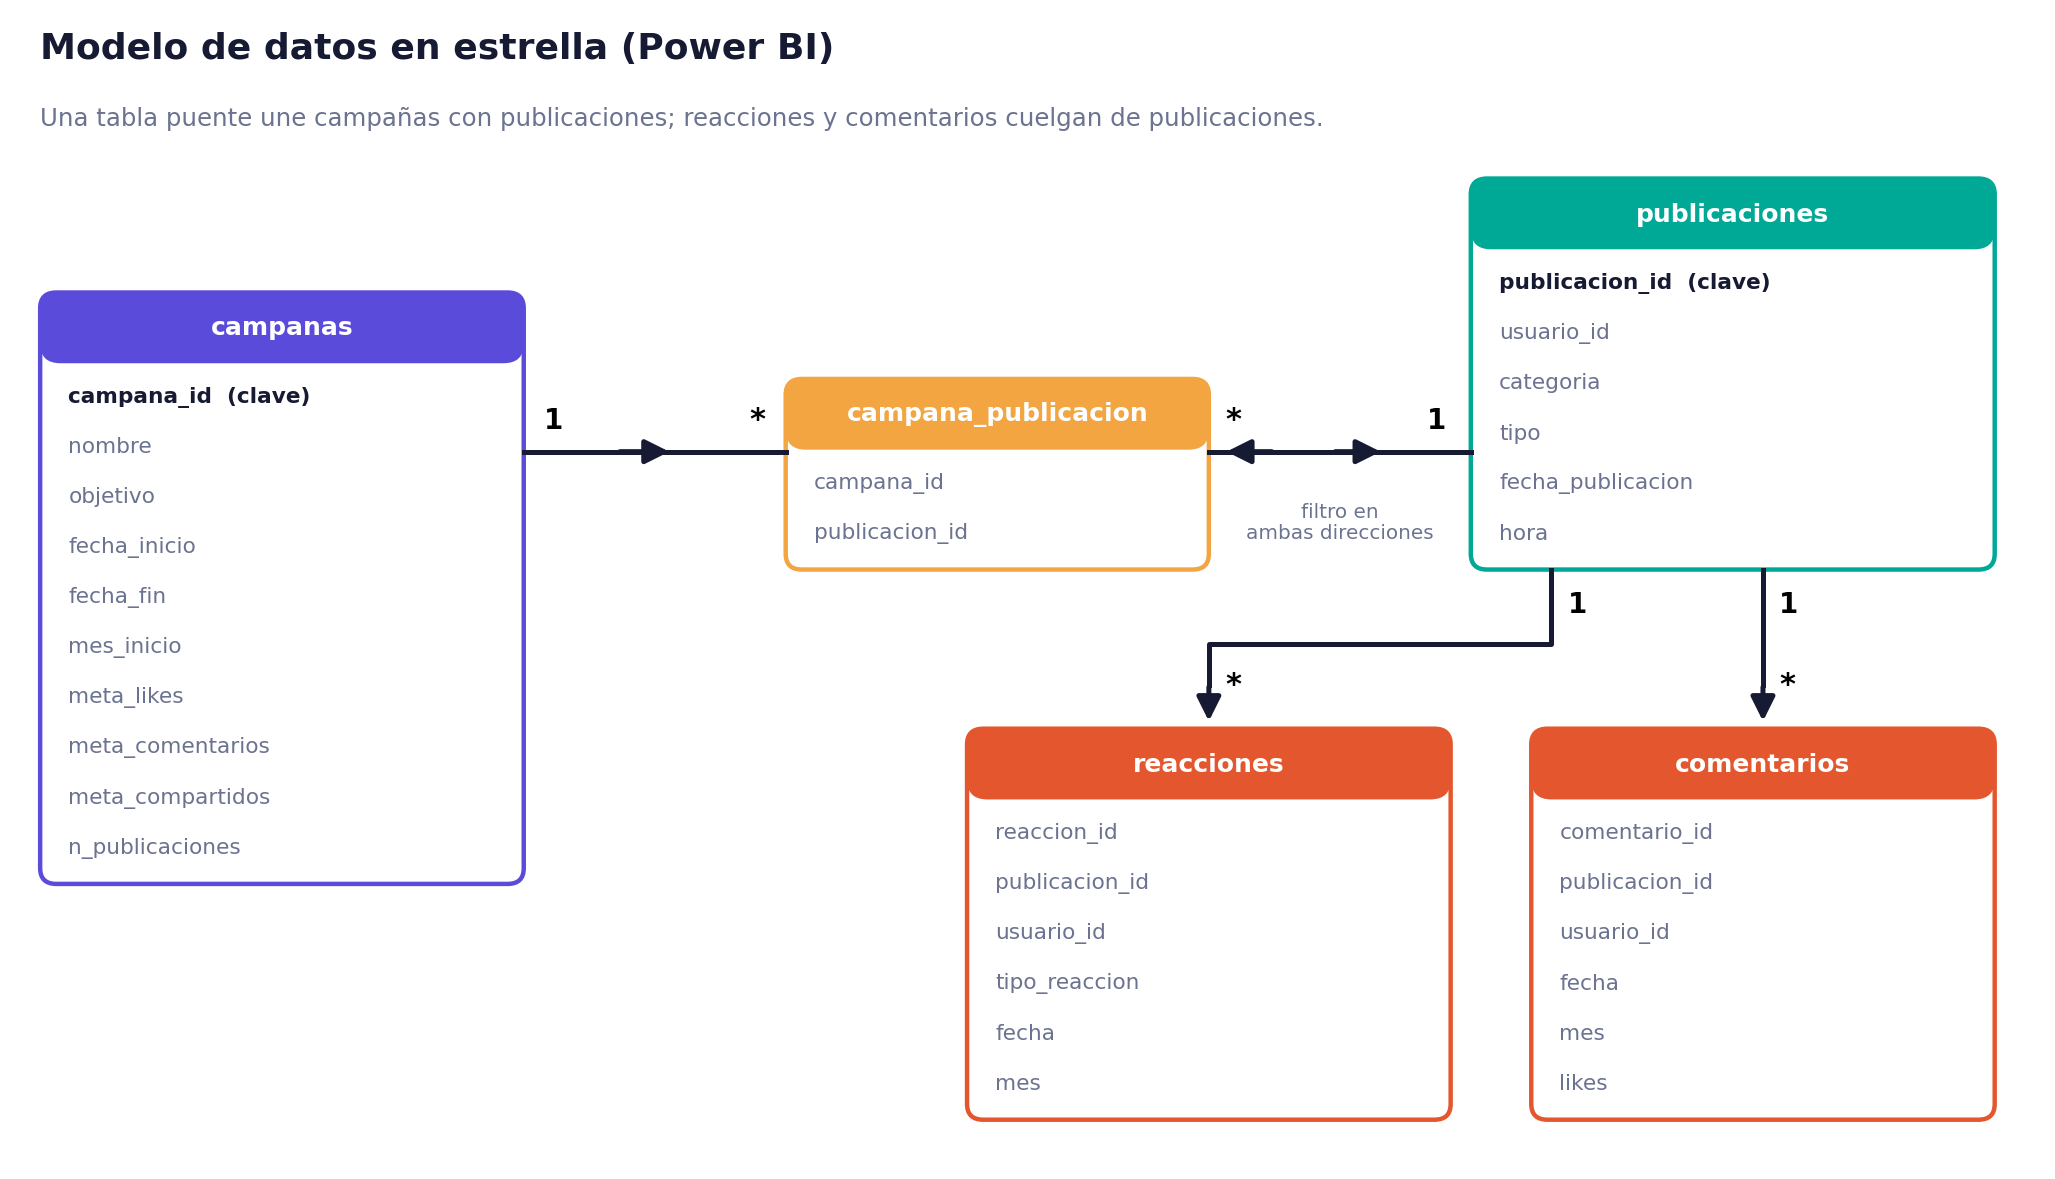 Modelo de datos en estrella (Power BI)
Una tabla puente une campañas con publicaciones; reacciones y comentarios cuelgan de publicaciones.
campanas
campana_id (clave)
nombre
objetivo
fecha_inicio
fecha_fin
mes_inicio
meta_likes
meta_comentarios
meta_compartidos
n_publicaciones
1
*
campana_publicacion
campana_id
publicacion_id
*
1
filtro en
ambas direcciones
publicaciones
publicacion_id (clave)
usuario_id
categoria
tipo
fecha_publicacion
hora
1
*
1
*
reacciones
reaccion_id
publicacion_id
usuario_id
tipo_reaccion
fecha
mes
comentarios
comentario_id
publicacion_id
usuario_id
fecha
mes
likes